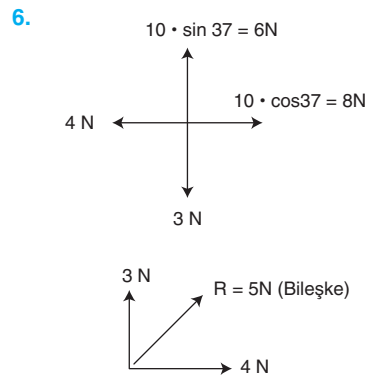 6.
10 • sin 37 = 6N
10 • cos37 = 8N
4 N
3 N
3 N
R = 5N (Bileşke)
4 N